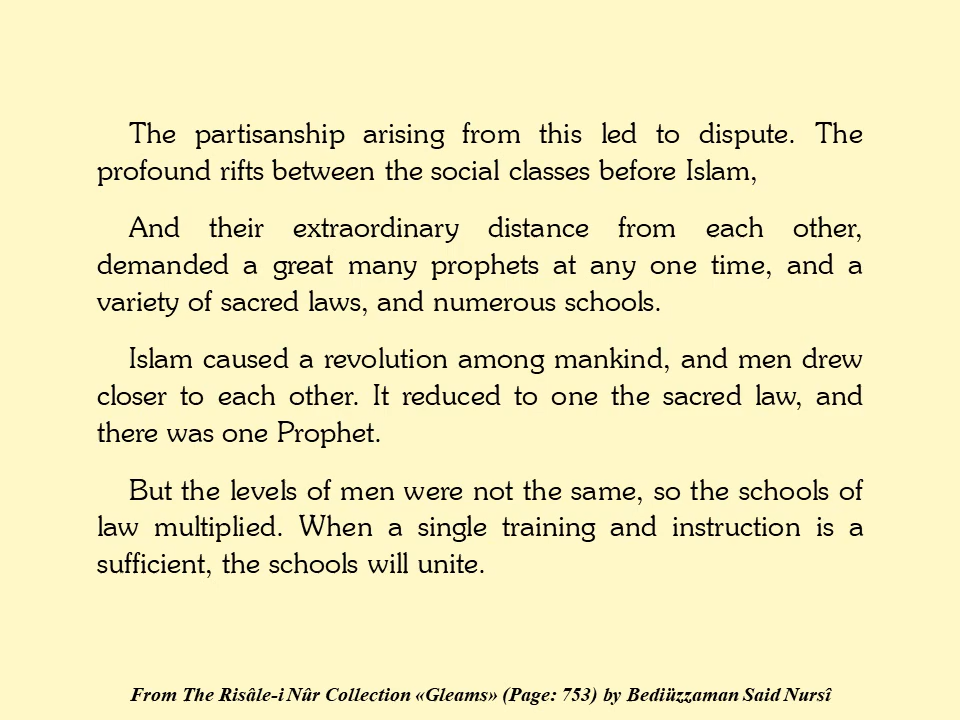 The partisanship arising from this led to dispute. The
profound rifts between the social classes before Islam,
And their extraordinary distance from each other,
demanded a great many prophets at any one time, and a
variety of sacred laws, and numerous schools.
Islam caused a revolution among mankind, and men drew
closer to each other. It reduced to one the sacred law, and
there was one Prophet.
But the levels of men were not the same, so the schools of
law multiplied. When a single training and instruction is a
sufficient, the schools will unite.
From The Risâle-i Nûr Collection «Gleams» (Page: 753) by Bediüzzaman Said Nursî